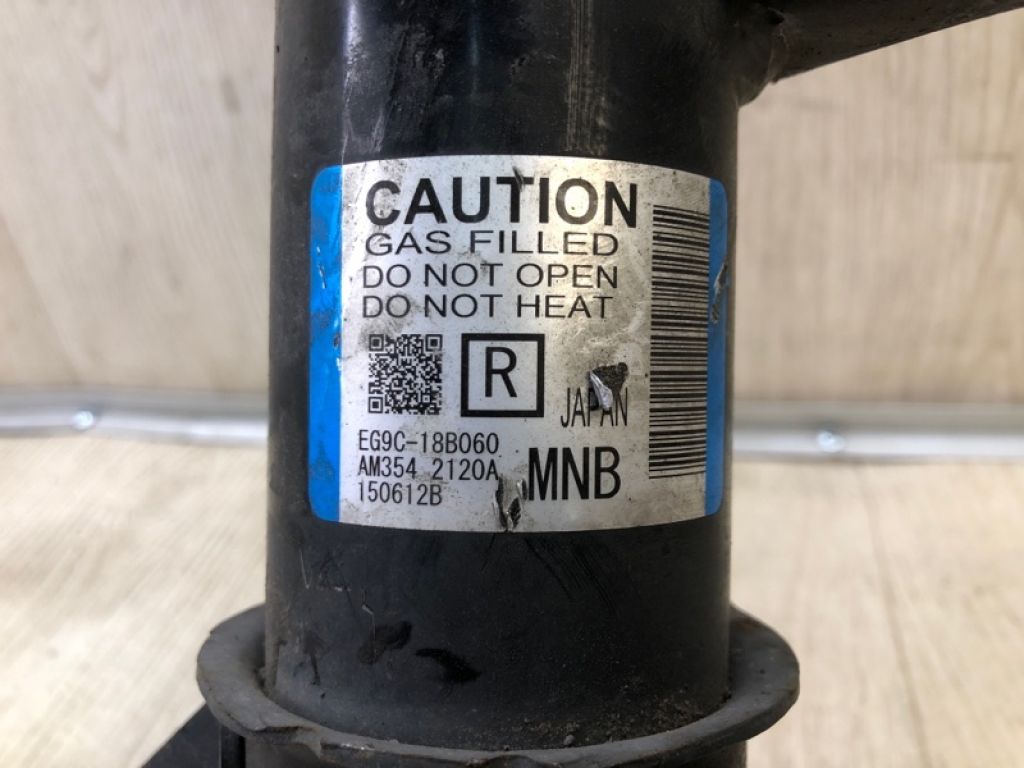 CAUTION
GAS FILLED
DO NOT OPEN
DO NOT HEAT
R
JAPAN
EG9C-18B060
AM354 2120A
150612B
MNB